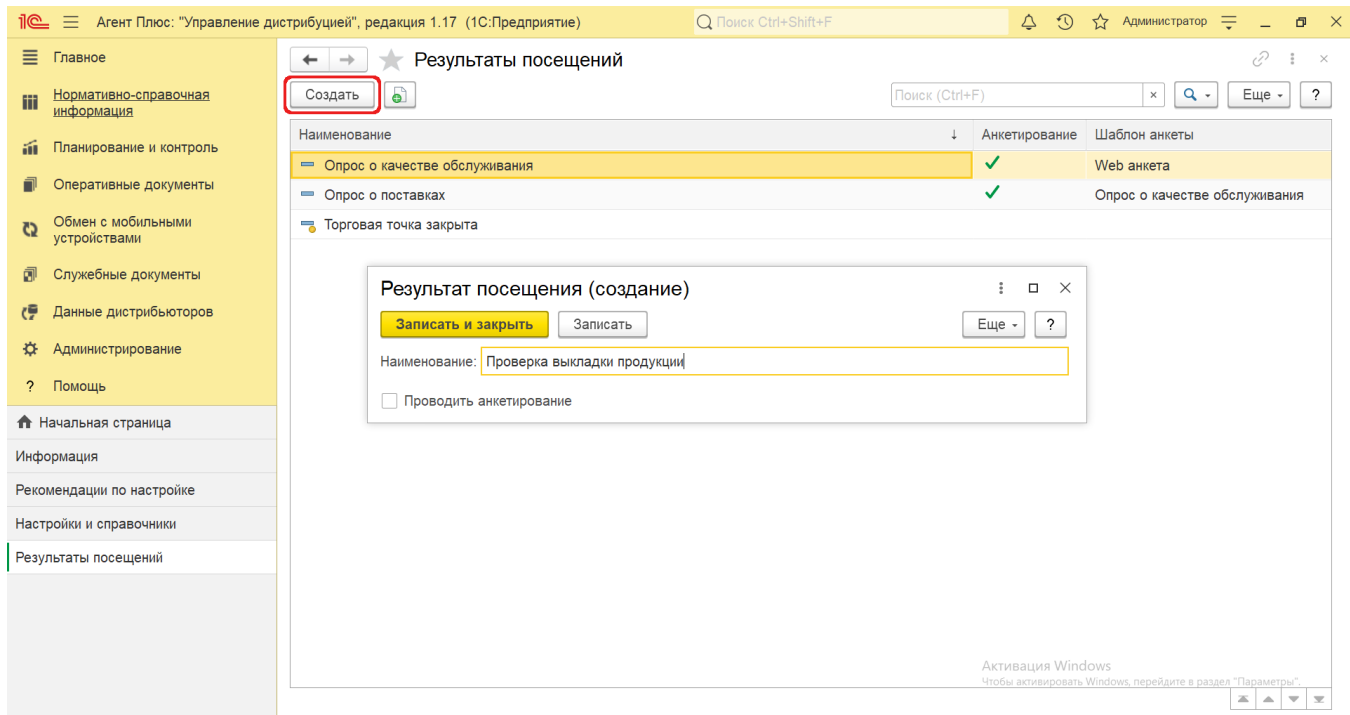 1С Агент Плюс: "Управление дистрибуцией", редакция 1.17 (1С:Предприятие) Поиск Ctrl+Shift+F Администратор
Главное
Нормативно-справочная
информация
Планирование и контроль
Оперативные документы
Обмен с мобильными
устройствами
Служебные документы
Данные дистрибьюторов
Администрирование
? Помощь
Начальная страница
Информация
Рекомендации по настройке
Настройки и справочники
Результаты посещений
Результаты посещений
Создать Поиск (Ctrl+F) × Еще ?
Наименование ↓ Анкетирование Шаблон анкеты
Опрос о качестве обслуживания Web анкета
Опрос о поставках Опрос о качестве обслуживания
Торговая точка закрыта
Результат посещения (создание)
Записать и закрыть Записать Еще ?
Наименование: Проверка выкладки продукции
Проводить анкетирование
Активация Windows
Чтобы активировать Windows, перейдите в раздел "Параметры".